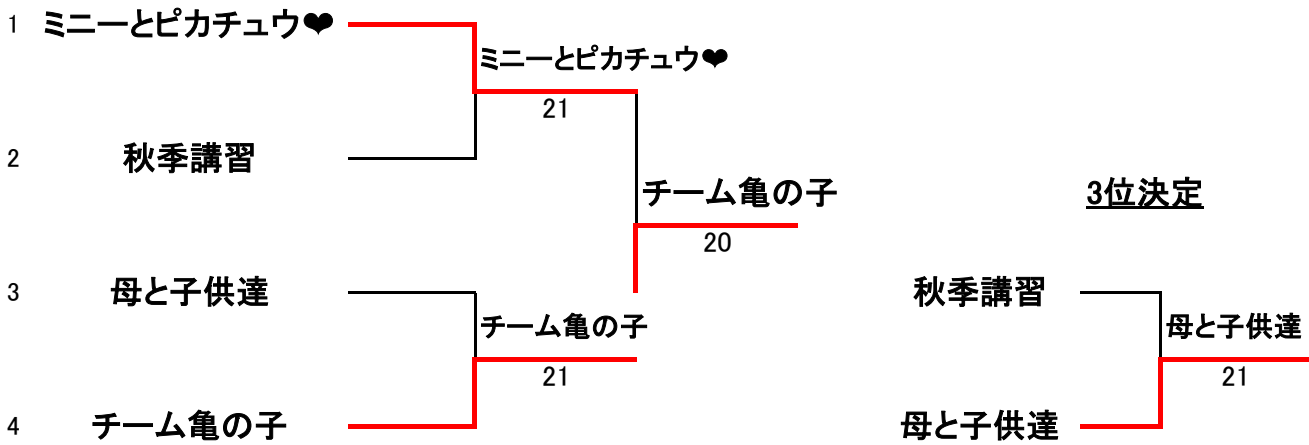 1 ミニーとピカチュウ❤
ミニーとピカチュウ❤
21
2 秋季講習
チーム亀の子
20
3 母と子供達
チーム亀の子
21
4 チーム亀の子
3位決定
秋季講習
母と子供達
21
母と子供達